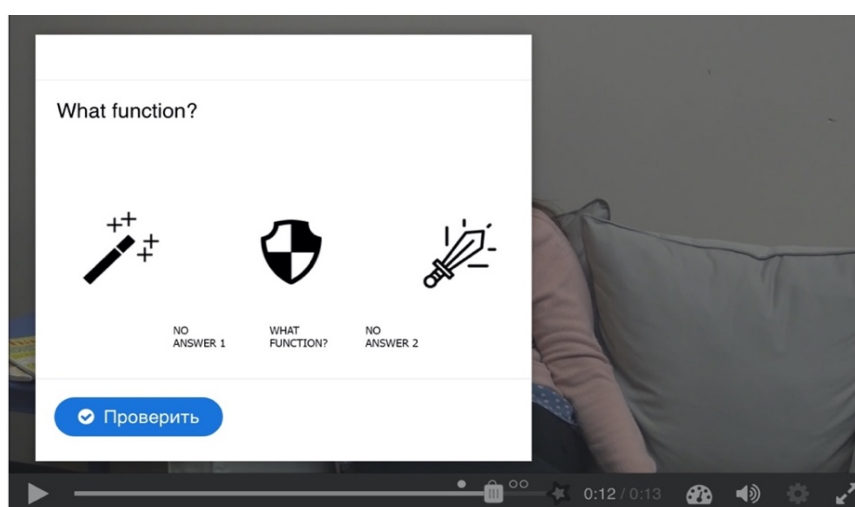 What function?
NO
ANSWER 1
WHAT
FUNCTION?
NO
ANSWER 2
Проверить
0:12 / 0:13